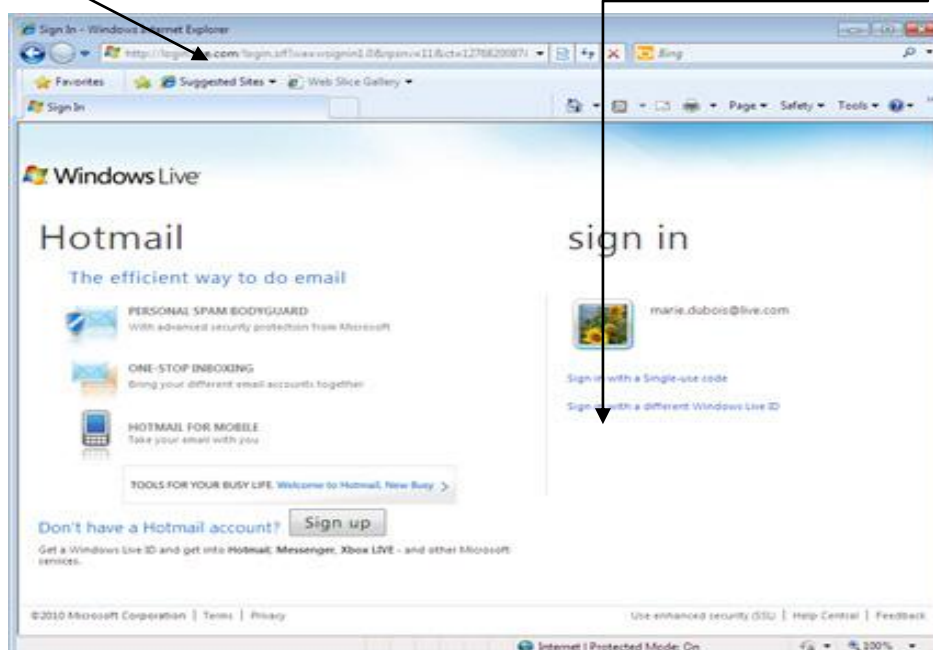 Sign In - Windows Internet Explorer
Bing
Favorites Suggested Sites Web Slice Gallery
Sign In
Page Safety Tools
Windows Live
Hotmail
The efficient way to do email
PERSONAL SPAM BODYGUARD
With advanced security protection from Microsoft
ONE-STOP INBOXING
Bring your different email accounts together
HOTMAIL FOR MOBILE
Take your email with you
TOOLS FOR YOUR BUSY LIFE. Welcome to Hotmail, New Busy >
Don't have a Hotmail account? Sign up
Get a Windows Live ID and get into Hotmail, Messenger, Xbox LIVE - and other Microsoft
services.
sign in
marie.dubois@live.com
Sign in with a Single-use code
Sign in with a different Windows Live ID
©2010 Microsoft Corporation | Terms | Privacy
Use enhanced security (SSL) | Help Central | Feedback
Internet | Protected Mode: On
100%